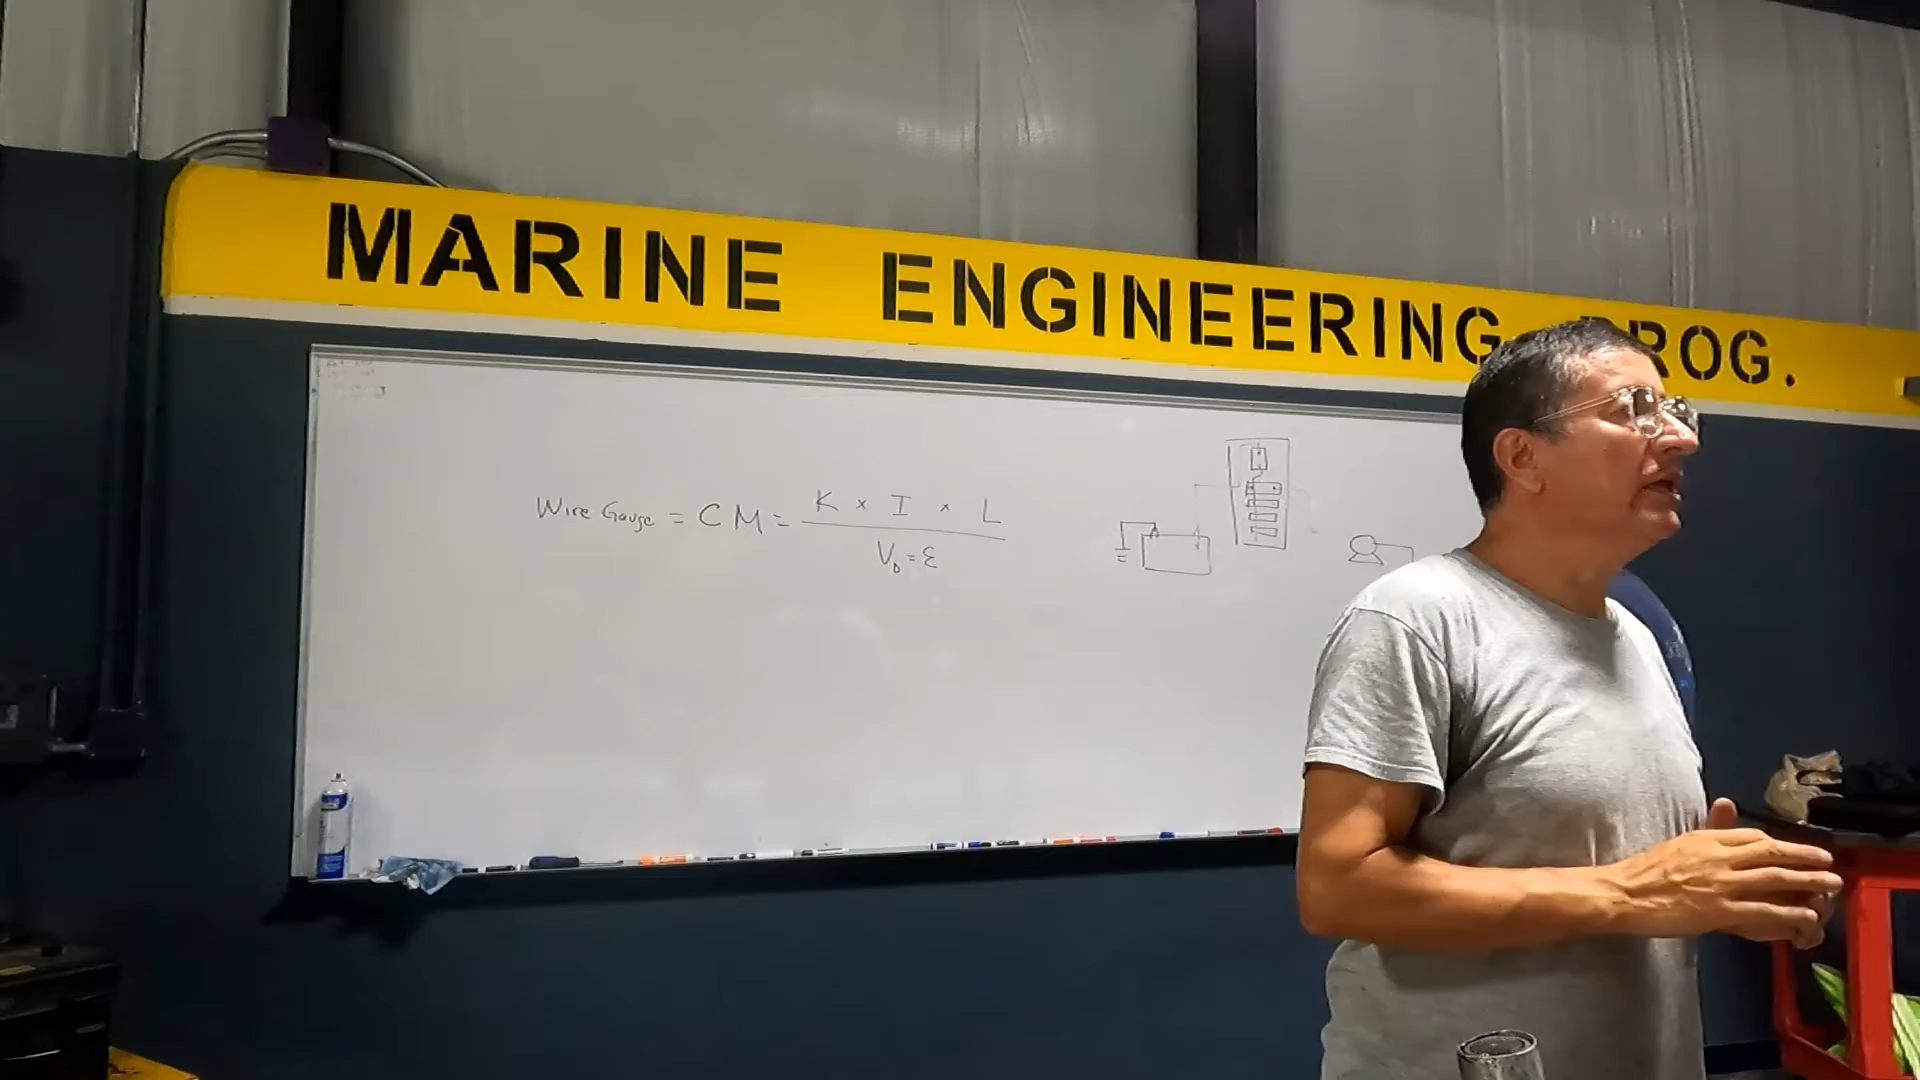 MARINE ENGINEERING PROG.
Wire Gauge = CM = K x I x L
V_D = ε